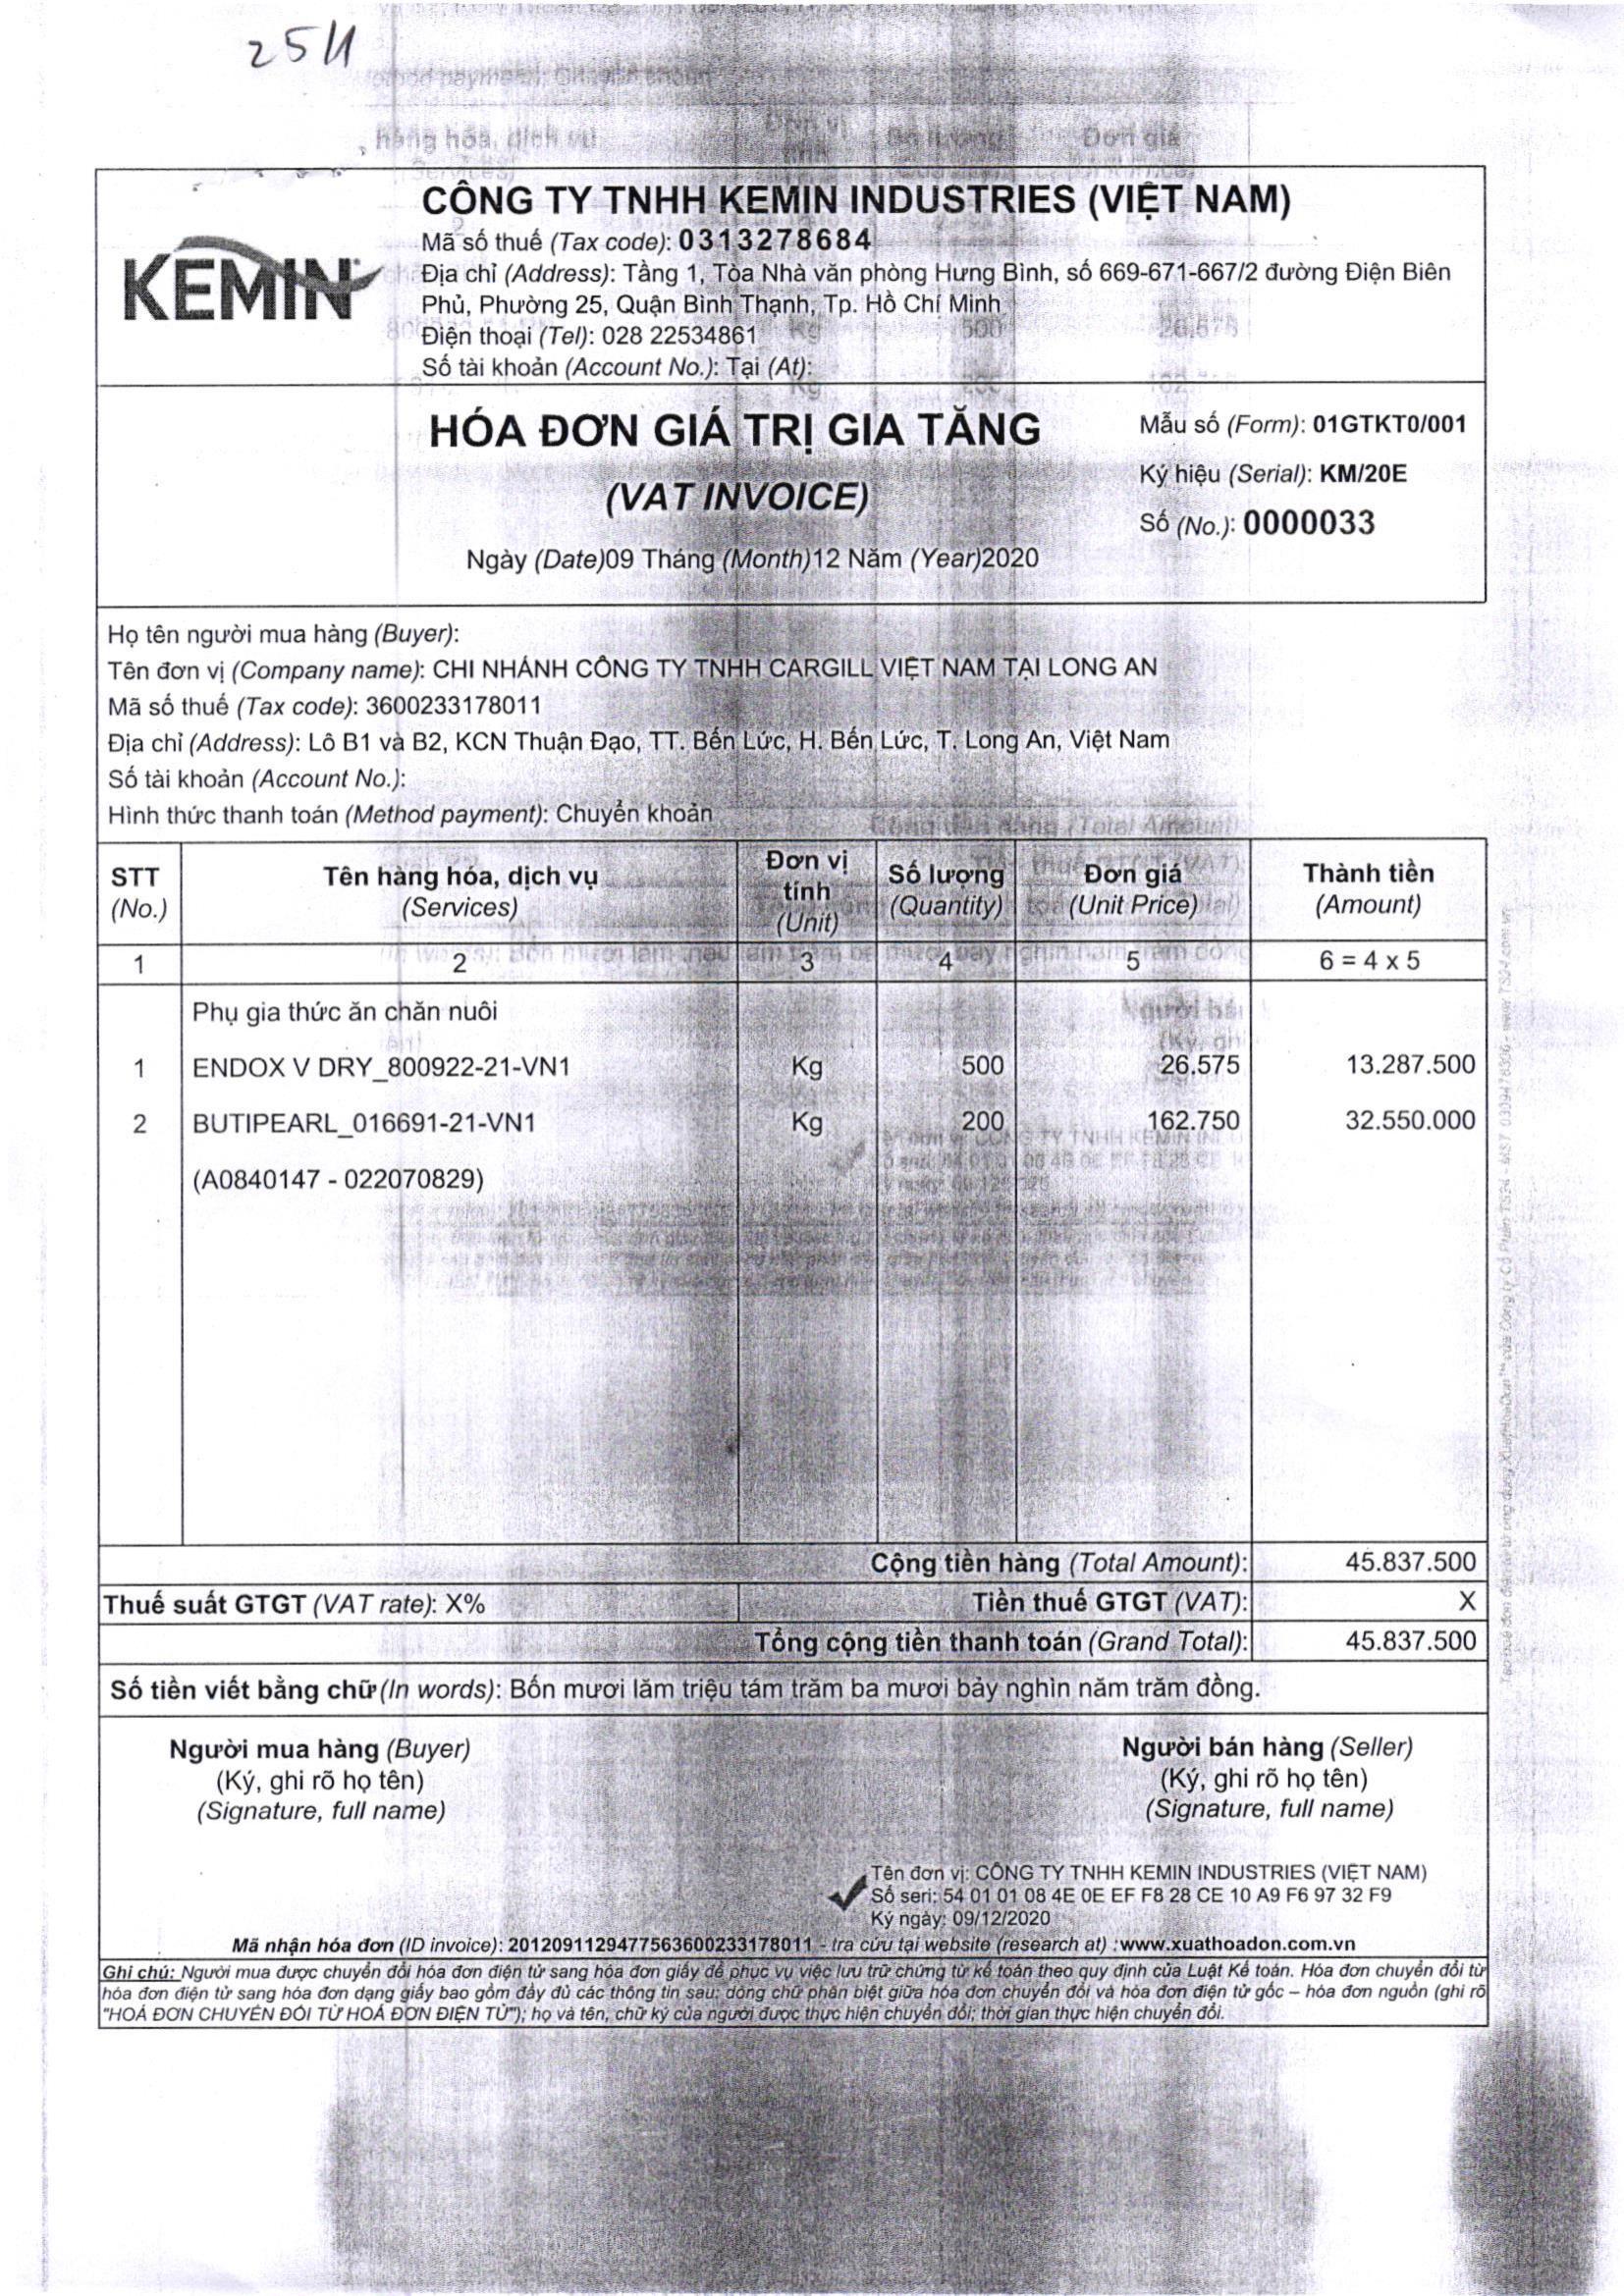 2511
CÔNG TY TNHH KEMIN INDUSTRIES (VIỆT NAM)
KEMIN
Mã số thuế (Tax code): 0313278684
Địa chỉ (Address): Tầng 1, Tòa Nhà văn phòng Hưng Bình, số 669-671-667/2 đường Điện Biên
Phủ, Phường 25, Quận Bình Thạnh, Tp. Hồ Chí Minh
Điện thoại (Tel): 028 22534861
Số tài khoản (Account No.): Tại (At):
HÓA ĐƠN GIÁ TRỊ GIA TĂNG
(VAT INVOICE)
Ngày (Date)09 Tháng (Month)12 Năm (Year)2020
Mẫu số (Form): 01GTKT0/001
Ký hiệu (Serial): KM/20E
Số (No.): 0000033
Họ tên người mua hàng (Buyer):
Tên đơn vị (Company name): CHI NHÁNH CÔNG TY TNHH CARGILL VIỆT NAM TẠI LONG AN
Mã số thuế (Tax code): 3600233178011
Địa chỉ (Address): Lô B1 và B2, KCN Thuận Đạo, TT. Bến Lức, H. Bến Lức, T. Long An, Việt Nam
Số tài khoản (Account No.):
Hình thức thanh toán (Method payment): Chuyển khoản
STT (No.) Tên hàng hóa, dịch vụ (Services) Đơn vị tính (Unit) Số lượng (Quantity) Đơn giá (Unit Price) Thành tiền (Amount)
1 2 3 4 5 6 = 4 x 5
Phụ gia thức ăn chăn nuôi
1 ENDOX V DRY_800922-21-VN1 Kg 500 26.575 13.287.500
2 BUTIPEARL_016691-21-VN1 Kg 200 162.750 32.550.000
(A0840147 - 022070829)
Cộng tiền hàng (Total Amount): 45.837.500
Thuế suất GTGT (VAT rate): X% Tiền thuế GTGT (VAT): X
Tổng cộng tiền thanh toán (Grand Total): 45.837.500
Số tiền viết bằng chữ (In words): Bốn mươi lăm triệu tám trăm ba mươi bảy nghìn năm trăm đồng.
Người mua hàng (Buyer) Người bán hàng (Seller)
(Ký, ghi rõ họ tên) (Ký, ghi rõ họ tên)
(Signature, full name) (Signature, full name)
Tên đơn vị: CÔNG TY TNHH KEMIN INDUSTRIES (VIỆT NAM)
Số seri: 54 01 01 08 4E 0E EF F8 28 CE 10 A9 F6 97 32 F9
Ký ngày: 09/12/2020
Mã nhận hóa đơn (ID invoice): 2012091129477563600233178011 - tra cứu tại website (research at) :www.xuathoadon.com.vn
Ghi chú: Người mua được chuyển đổi hóa đơn điện tử sang hóa đơn giấy để phục vụ việc lưu trữ chứng từ kế toán theo quy định của Luật Kế toán. Hóa đơn chuyển đổi từ
hóa đơn điện tử sang hóa đơn dạng giấy bao gồm đầy đủ các thông tin sau: dòng chữ phân biệt giữa hóa đơn chuyển đổi và hóa đơn điện tử gốc – hóa đơn nguồn (ghi rõ
"HOÁ ĐƠN CHUYỂN ĐỔI TỪ HOÁ ĐƠN ĐIỆN TỬ"); họ và tên, chữ ký của người được thực hiện chuyển đổi; thời gian thực hiện chuyển đổi.